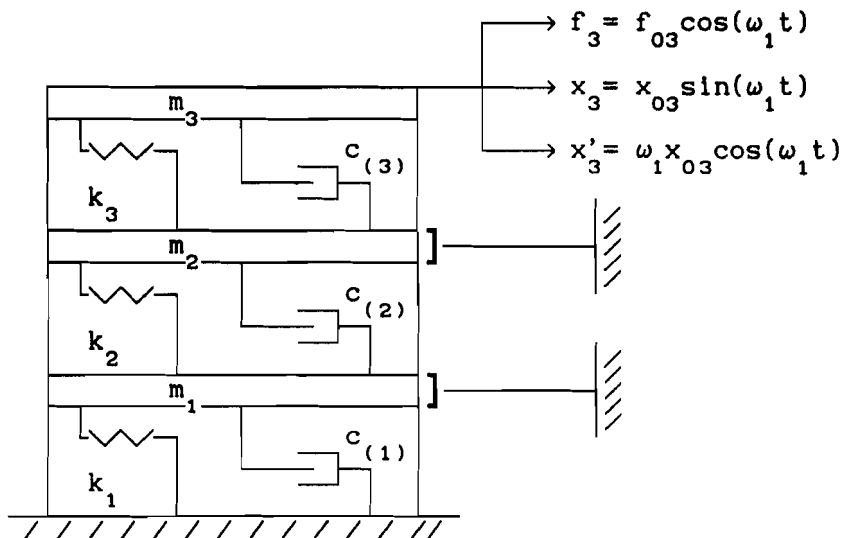 f₃ = f₀₃cos(ω₁t)
m₃
x₃ = x₀₃sin(ω₁t)
c₍₃₎
x'₃ = ω₁x₀₃cos(ω₁t)
k₃
m₂
c₍₂₎
k₂
m₁
c₍₁₎
k₁